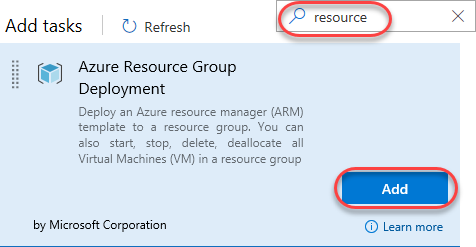 Add tasks
Refresh
resource
Azure Resource Group
Deployment
Deploy an Azure resource manager (ARM)
template to a resource group. You can
also start, stop, delete, deallocate all
Virtual Machines (VM) in a resource group
Add
by Microsoft Corporation
Learn more